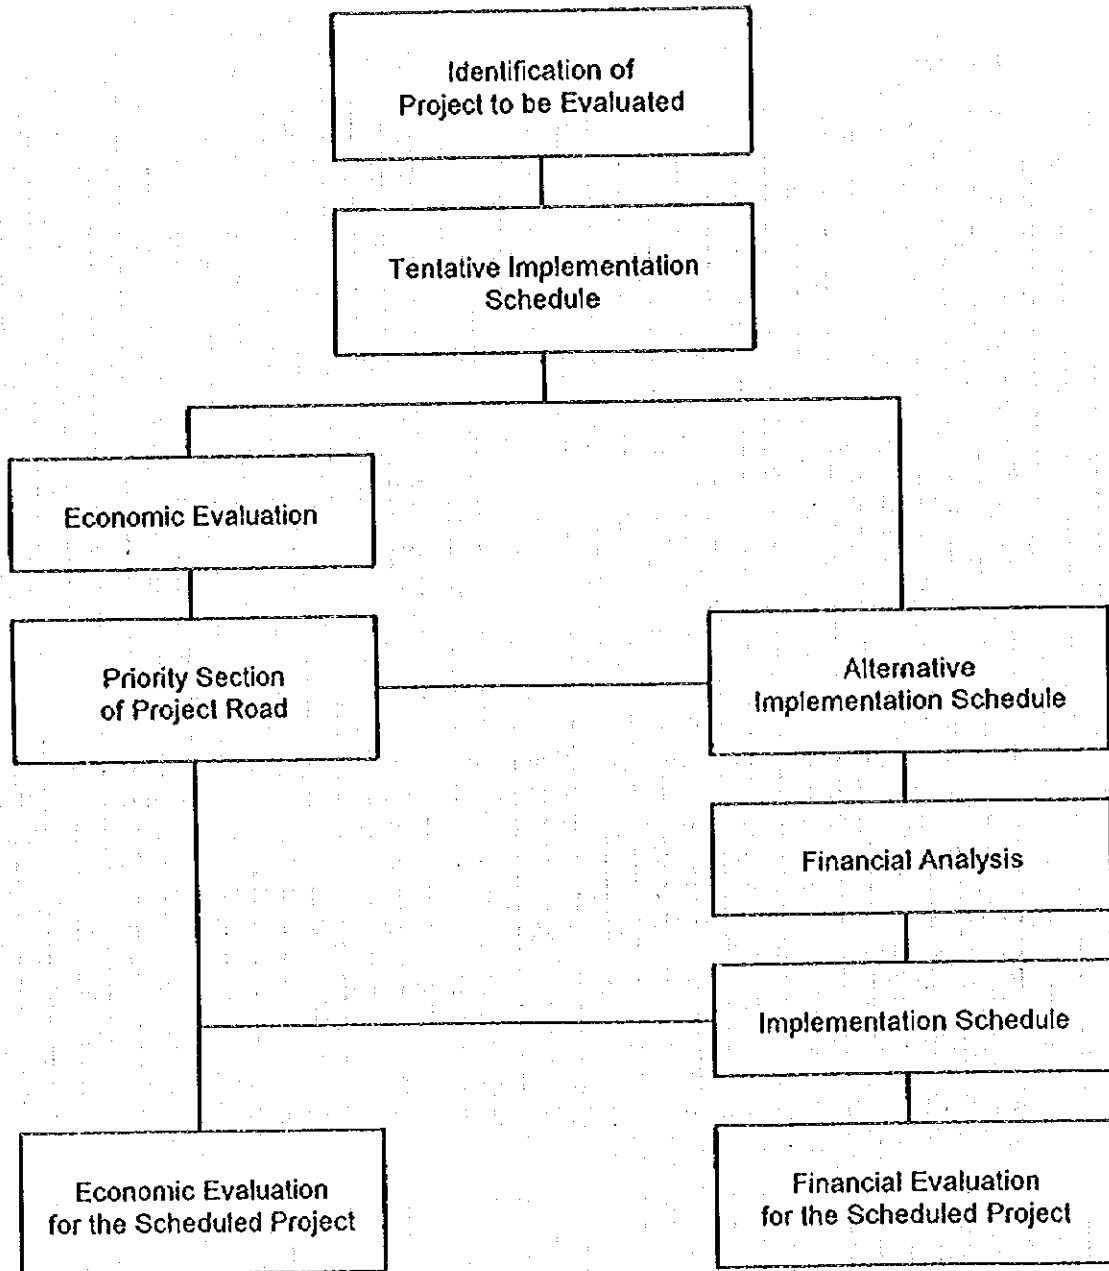 Identification of
Project to be Evaluated
Tentative Implementation
Schedule
Economic Evaluation
Priority Section
of Project Road
Alternative
Implementation Schedule
Financial Analysis
Implementation Schedule
Economic Evaluation
for the Scheduled Project
Financial Evaluation
for the Scheduled Project